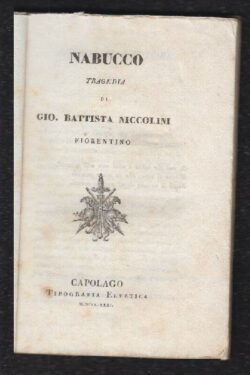 NABUCCO
TRAGEDIA
DI
GIO. BATTISTA NICCOLINI
FIORENTINO
CAPOLAGO
TIPOGRAFIA ELVETICA